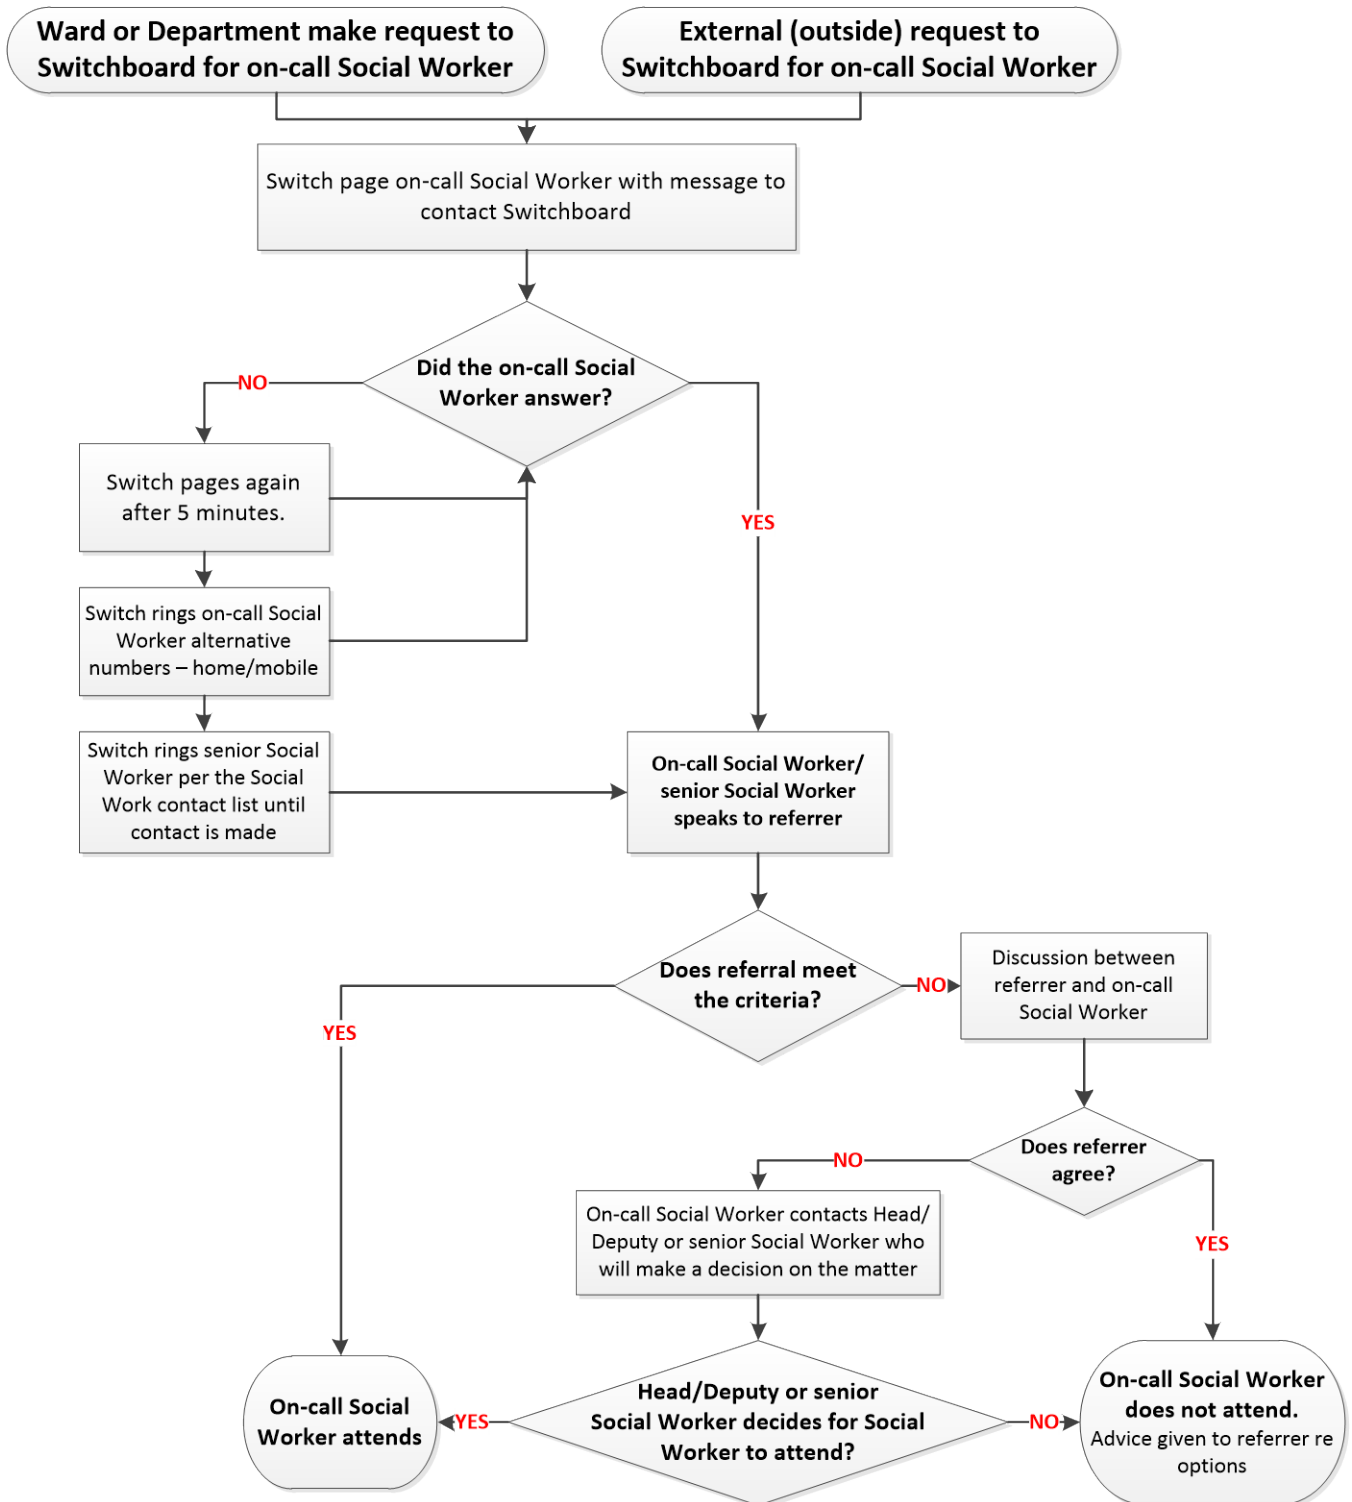 Ward or Department make request to
Switchboard for on-call Social Worker
External (outside) request to
Switchboard for on-call Social Worker
Switch page on-call Social Worker with message to
contact Switchboard
Did the on-call Social
Worker answer?
NO
Switch pages again
after 5 minutes.
YES
Switch rings on-call Social
Worker alternative
numbers – home/mobile
Switch rings senior Social
Worker per the Social
Work contact list until
contact is made
On-call Social Worker/
senior Social Worker
speaks to referrer
Does referral meet
the criteria?
NO
Discussion between
referrer and on-call
Social Worker
YES
Does referrer
agree?
NO
On-call Social Worker contacts Head/
Deputy or senior Social Worker who
will make a decision on the matter
YES
Head/Deputy or senior
Social Worker decides for Social
Worker to attend?
YES
On-call Social
Worker attends
NO
On-call Social Worker
does not attend.
Advice given to referrer re
options